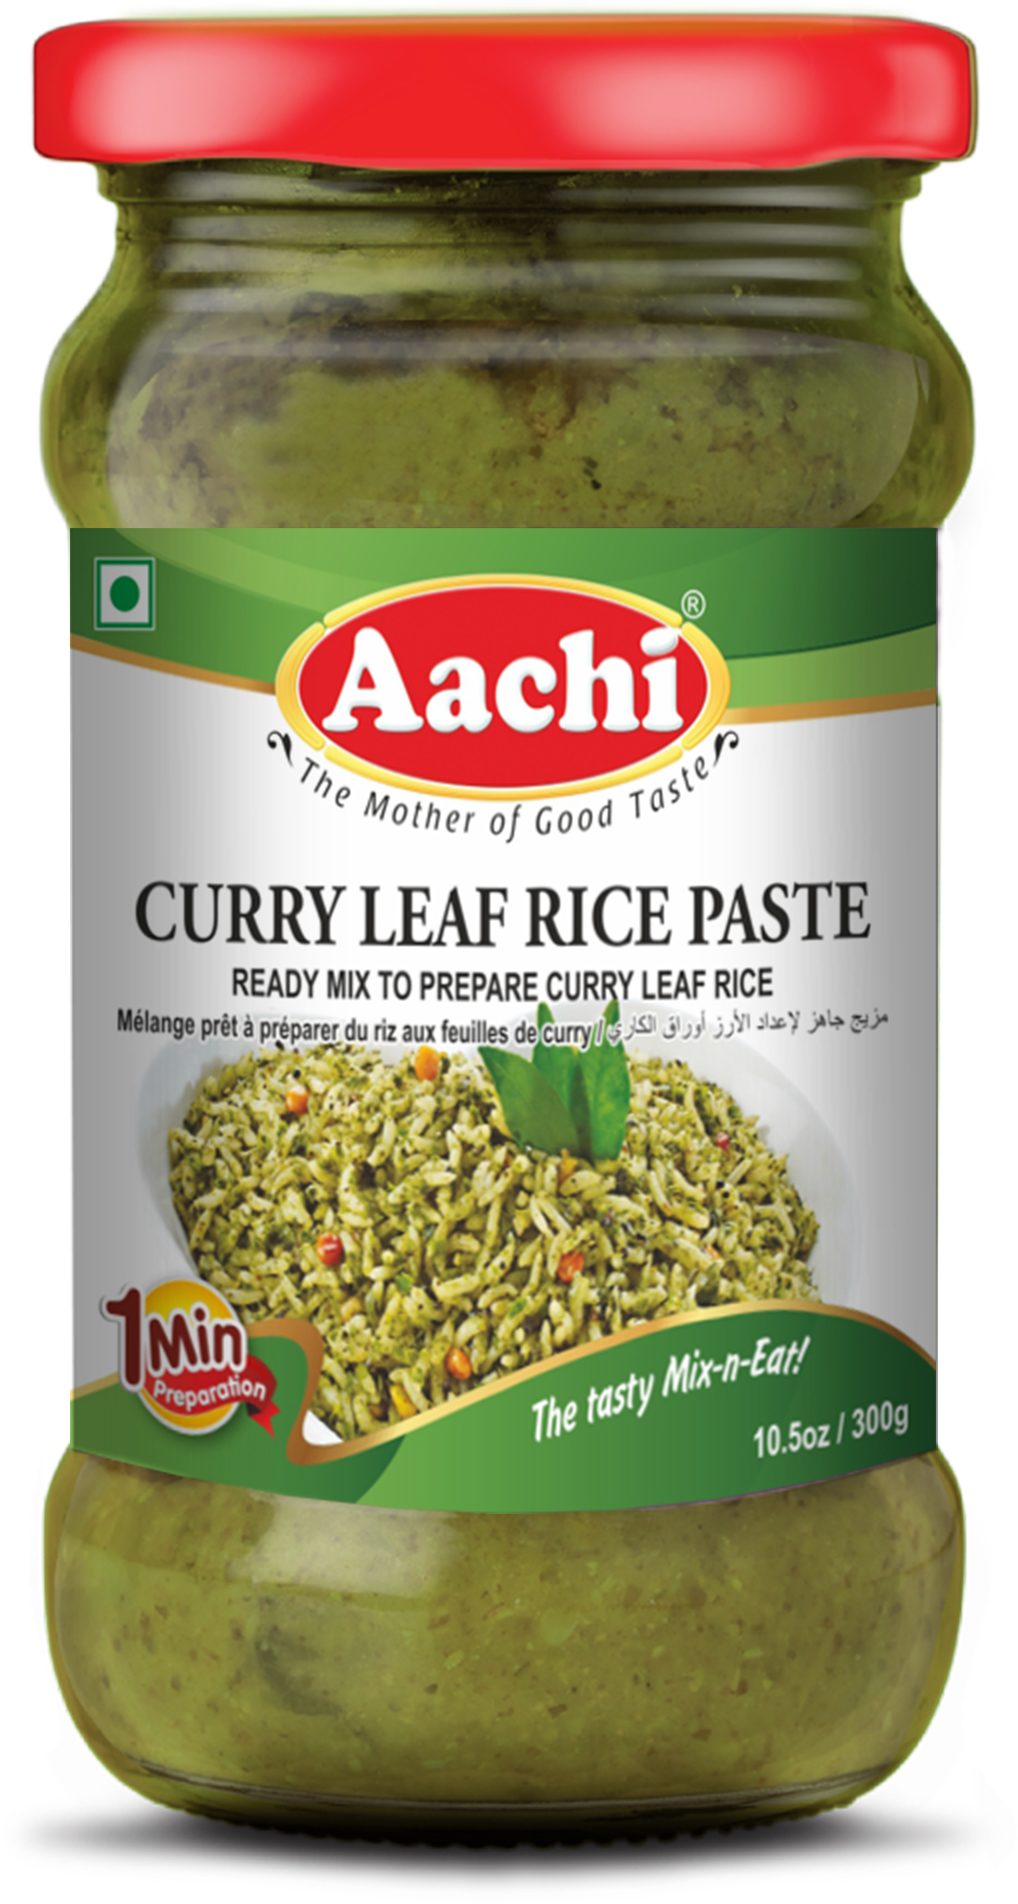 Aachi®
The Mother of Good Taste
CURRY LEAF RICE PASTE
READY MIX TO PREPARE CURRY LEAF RICE
Mélange prêt à préparer du riz aux feuilles de curry / مزيج جاهز لإعداد الأرز أوراق الكاري
1 Min
Preparation
The tasty Mix-n-Eat!
10.5oz / 300g